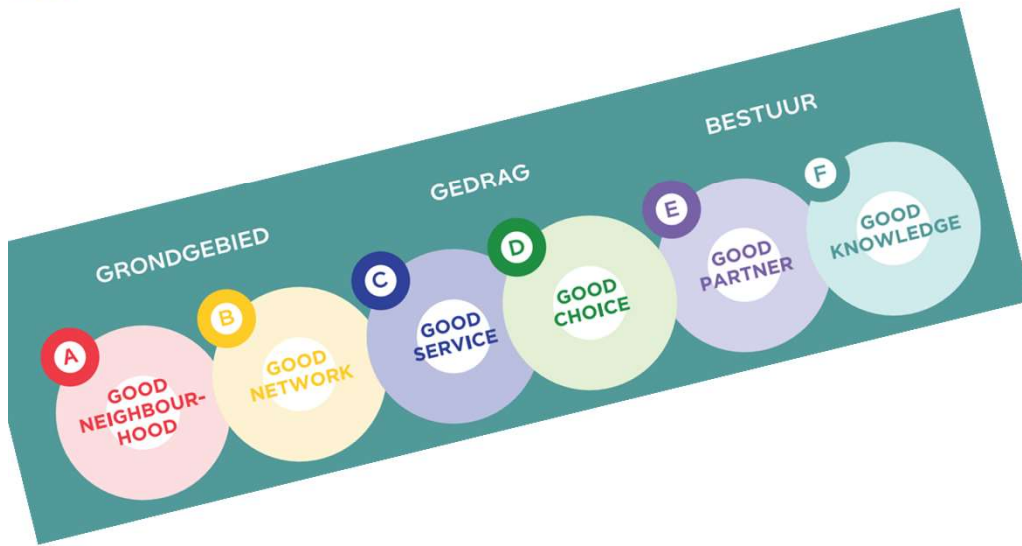 GRONDGEBIED
GEDRAG
BESTUUR
A
GOOD
NEIGHBOUR-
HOOD
B
GOOD
NETWORK
C
GOOD
SERVICE
D
GOOD
CHOICE
E
GOOD
PARTNER
F
GOOD
KNOWLEDGE